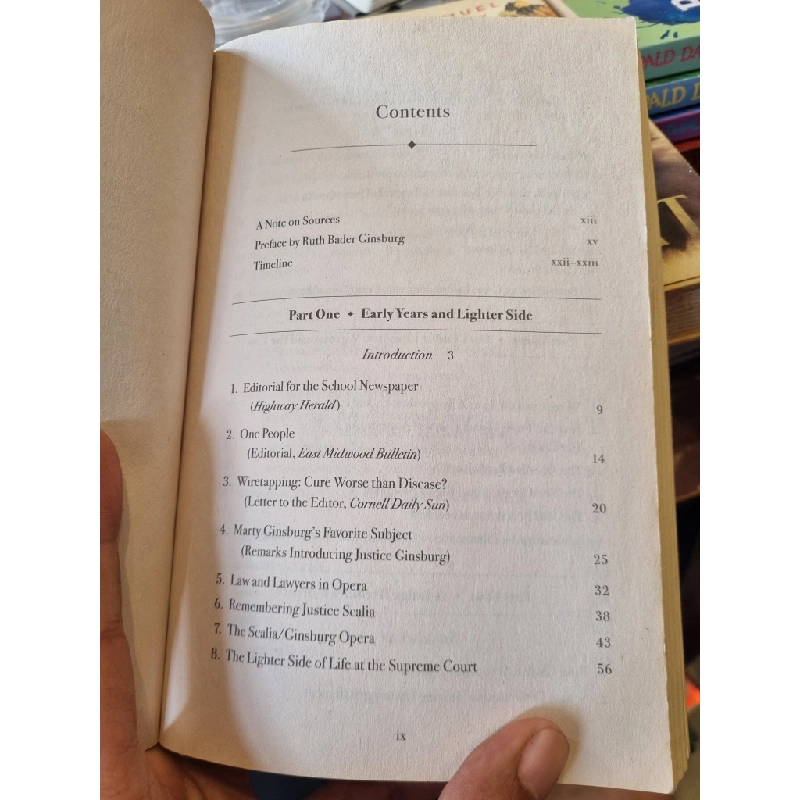 Contents
A Note on Sources xiii
Preface by Ruth Bader Ginsburg xv
Timeline xxii–xxiii
Part One ◆ Early Years and Lighter Side
Introduction 3
1. Editorial for the School Newspaper
(Highway Herald) 9
2. One People
(Editorial, East Midwood Bulletin) 14
3. Wiretapping: Cure Worse than Disease?
(Letter to the Editor, Cornell Daily Sun) 20
4. Marty Ginsburg's Favorite Subject
(Remarks Introducing Justice Ginsburg) 25
5. Law and Lawyers in Opera 32
6. Remembering Justice Scalia 38
7. The Scalia/Ginsburg Opera 43
8. The Lighter Side of Life at the Supreme Court 56
ix